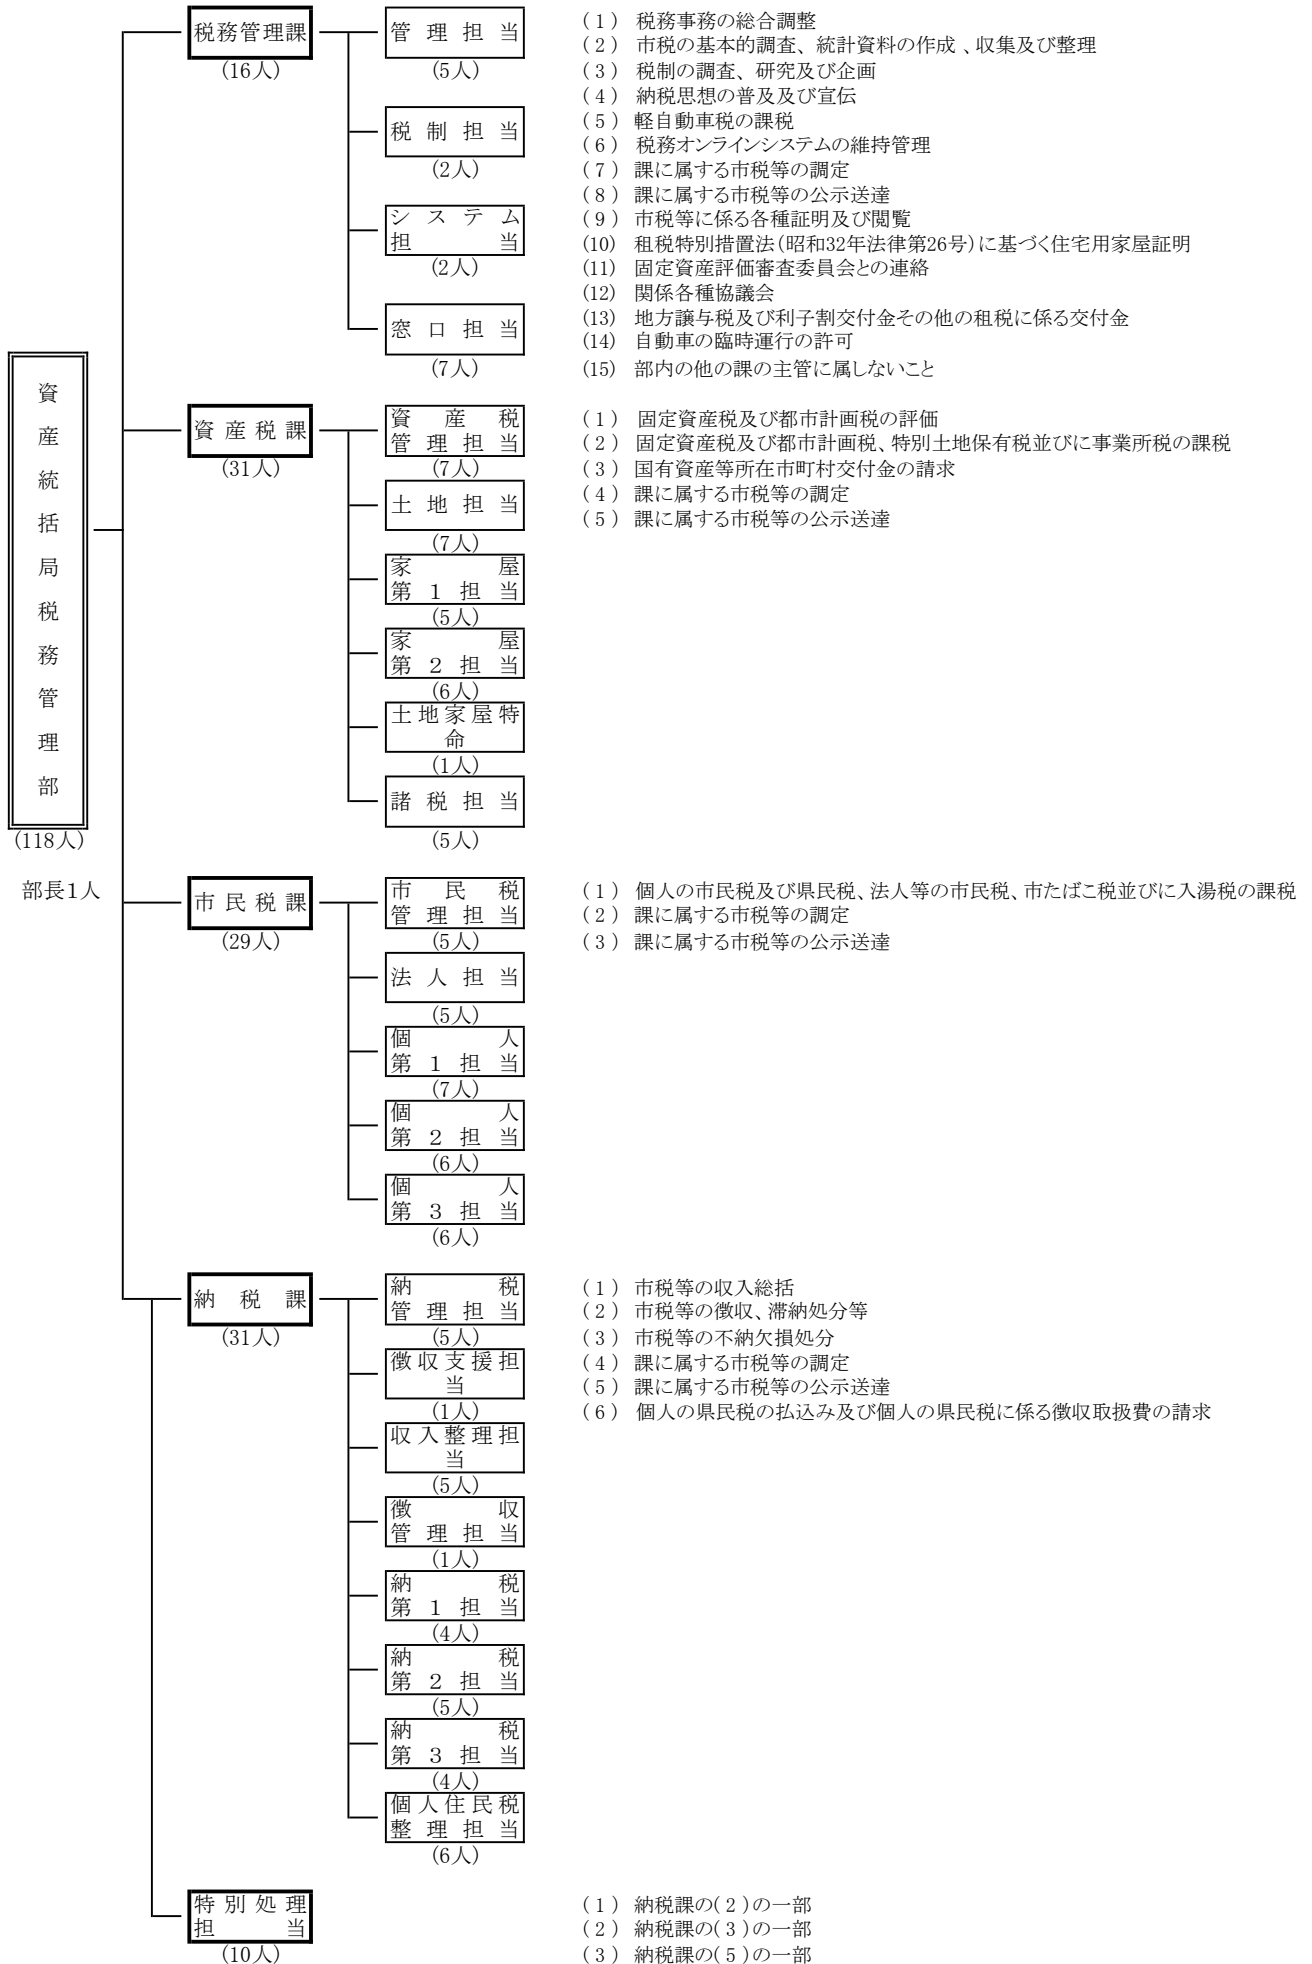 資産統括局税務管理部
(118人)
部長1人
税務管理課
(16人)
管理担当
(5人)
税制担当
(2人)
システム
担当
(2人)
窓口担当
(7人)
(1) 税務事務の総合調整
(2) 市税の基本的調査、統計資料の作成、収集及び整理
(3) 税制の調査、研究及び企画
(4) 納税思想の普及及び宣伝
(5) 軽自動車税の課税
(6) 税務オンラインシステムの維持管理
(7) 課に属する市税等の調定
(8) 課に属する市税等の公示送達
(9) 市税等に係る各種証明及び閲覧
(10) 租税特別措置法(昭和32年法律第26号)に基づく住宅用家屋証明
(11) 固定資産評価審査委員会との連絡
(12) 関係各種協議会
(13) 地方譲与税及び利子割交付金その他の租税に係る交付金
(14) 自動車の臨時運行の許可
(15) 部内の他の課の主管に属しないこと
資産税課
(31人)
資産税
管理担当
(7人)
土地担当
(7人)
家屋
第1担当
(5人)
家屋
第2担当
(6人)
土地家屋特
命
(1人)
諸税担当
(5人)
(1) 固定資産税及び都市計画税の評価
(2) 固定資産税及び都市計画税、特別土地保有税並びに事業所税の課税
(3) 国有資産等所在市町村交付金の請求
(4) 課に属する市税等の調定
(5) 課に属する市税等の公示送達
市民税課
(29人)
市民税
管理担当
(5人)
法人担当
(5人)
個人
第1担当
(7人)
個人
第2担当
(6人)
個人
第3担当
(6人)
(1) 個人の市民税及び県民税、法人等の市民税、市たばこ税並びに入湯税の課税
(2) 課に属する市税等の調定
(3) 課に属する市税等の公示送達
納税課
(31人)
納税
管理担当
(5人)
徴収支援担
当
(1人)
収入整理担
当
(5人)
徴収
管理担当
(1人)
納税
第1担当
(4人)
納税
第2担当
(5人)
納税
第3担当
(4人)
個人住民税
整理担当
(6人)
(1) 市税等の収入総括
(2) 市税等の徴収、滞納処分等
(3) 市税等の不納欠損処分
(4) 課に属する市税等の調定
(5) 課に属する市税等の公示送達
(6) 個人の県民税の払込み及び個人の県民税に係る徴収取扱費の請求
特別処理
担当
(10人)
(1) 納税課の(2)の一部
(2) 納税課の(3)の一部
(3) 納税課の(5)の一部